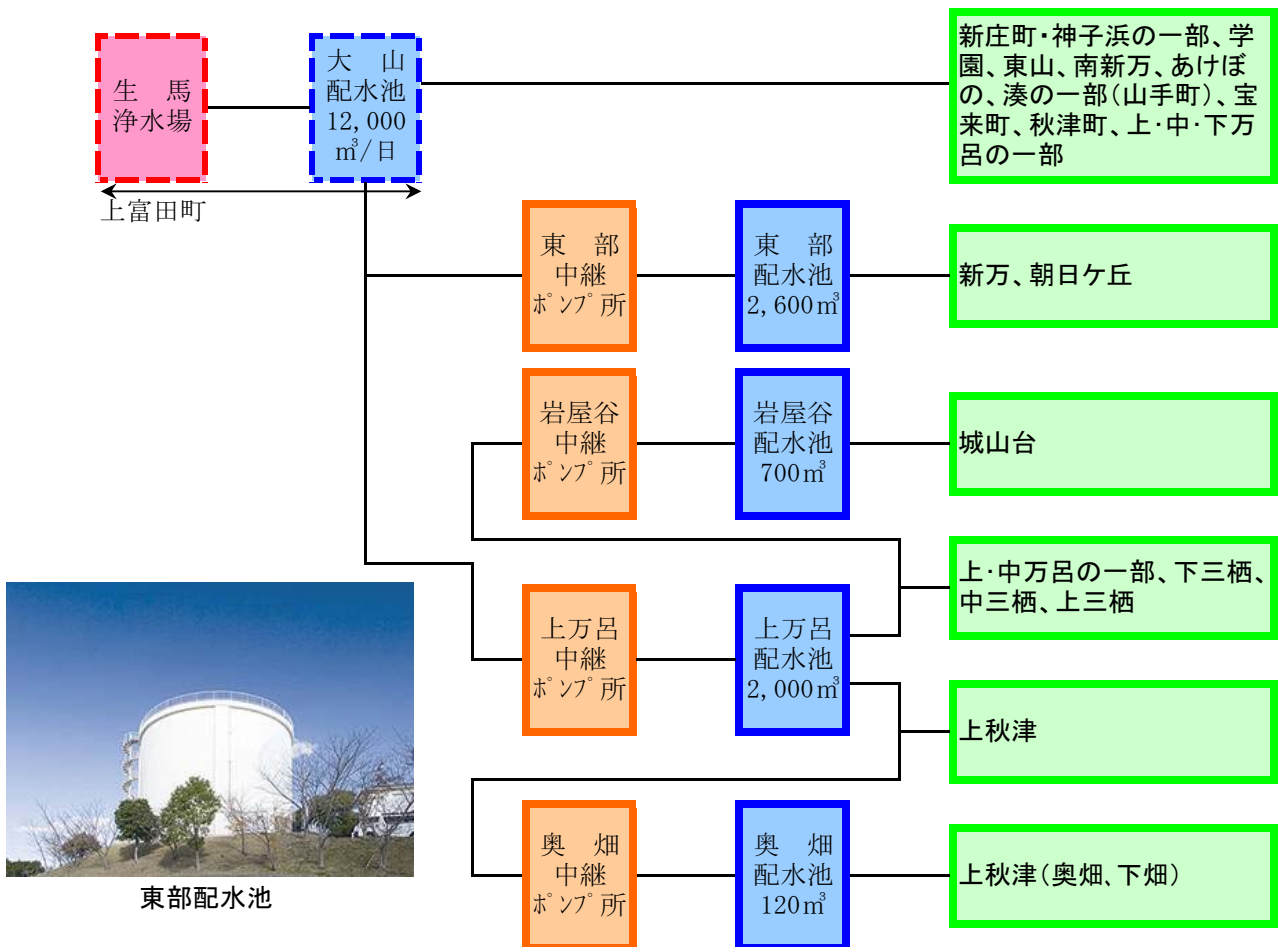 生　馬
浄水場
大　山
配水池
12,000
㎥/日
新庄町・神子浜の一部、学
園、東山、南新万、あけぼ
の、湊の一部（山手町）、宝
来町、秋津町、上・中・下万
呂の一部
上富田町
東　部
中継
ﾎﾟﾝﾌﾟ所
東　部
配水池
2,600㎥
新万、朝日ケ丘
岩屋谷
中継
ﾎﾟﾝﾌﾟ所
岩屋谷
配水池
700㎥
城山台
上・中万呂の一部、下三栖、
中三栖、上三栖
上万呂
中継
ﾎﾟﾝﾌﾟ所
上万呂
配水池
2,000㎥
上秋津
奥　畑
中継
ﾎﾟﾝﾌﾟ所
奥　畑
配水池
120㎥
上秋津（奥畑、下畑）
東部配水池